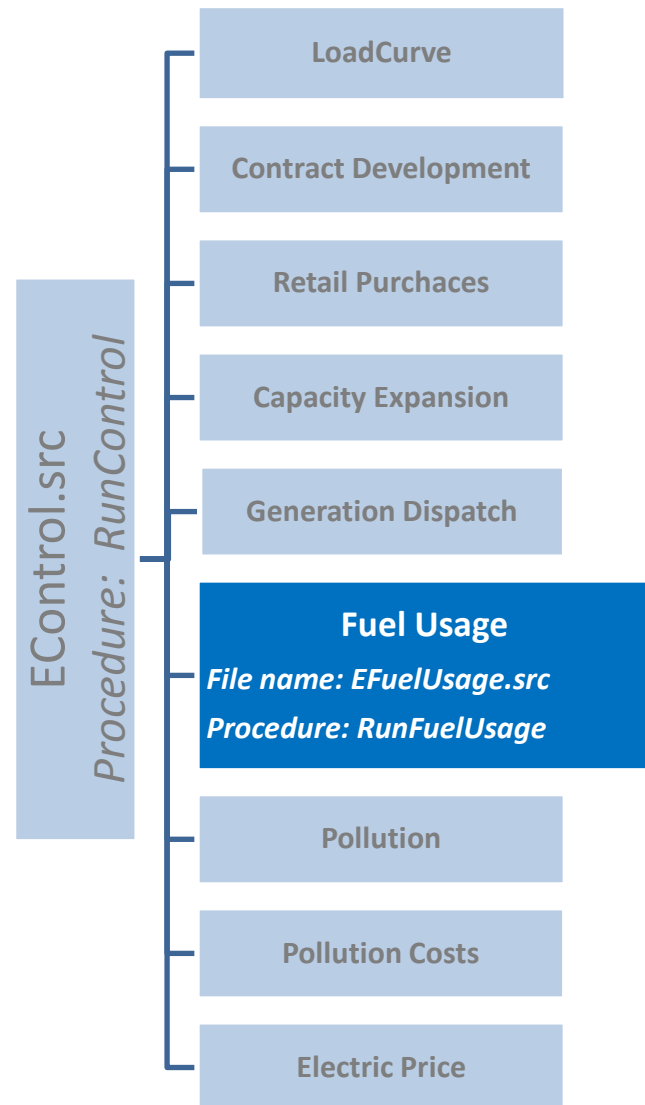 EControl.src
Procedure: RunControl
LoadCurve
Contract Development
Retail Purchaces
Capacity Expansion
Generation Dispatch
Fuel Usage
File name: EFuelUsage.src
Procedure: RunFuelUsage
Pollution
Pollution Costs
Electric Price